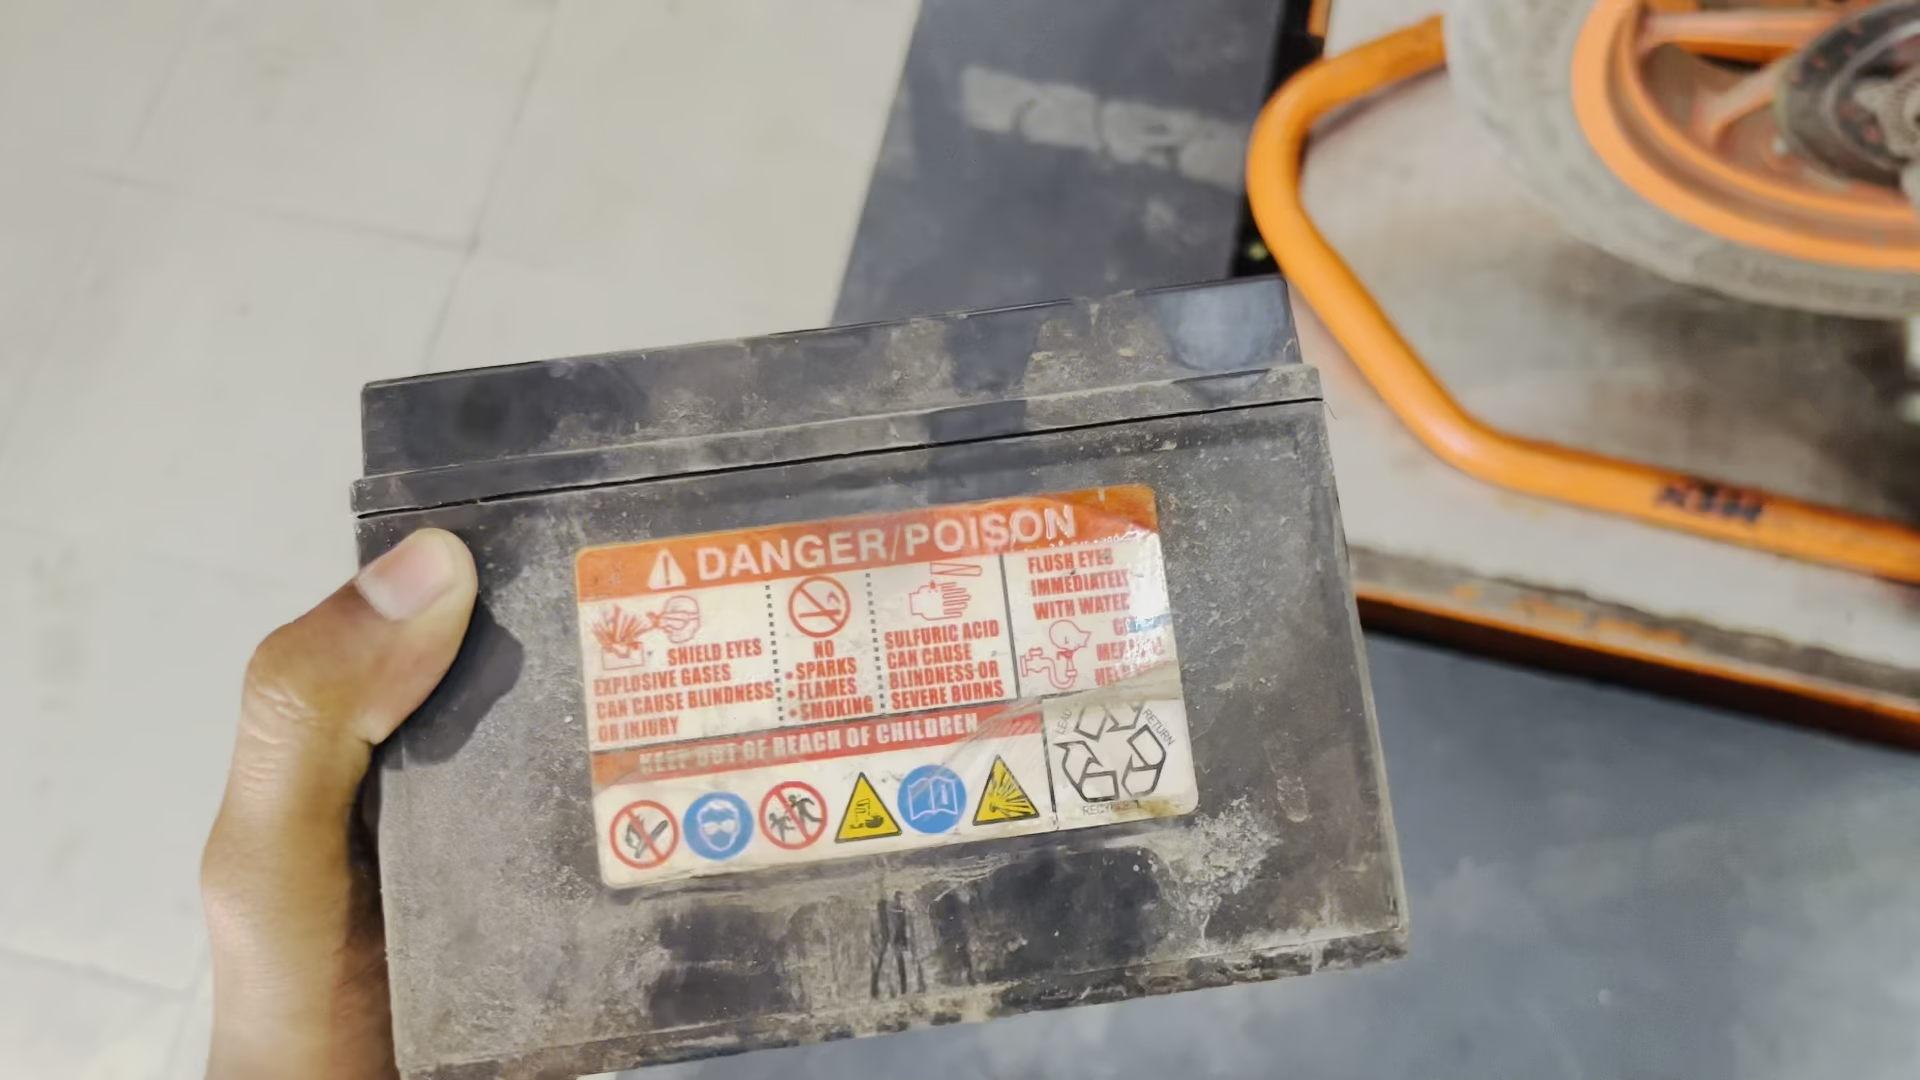 DANGER/POISON
SHIELD EYES
EXPLOSIVE GASES
CAN CAUSE BLINDNESS
OR INJURY
NO
•SPARKS
•FLAMES
•SMOKING
SULFURIC ACID
CAN CAUSE
BLINDNESS OR
SEVERE BURNS
FLUSH EYES
IMMEDIATELY
WITH WATER
KEEP OUT OF REACH OF CHILDREN
RETURN
KTM